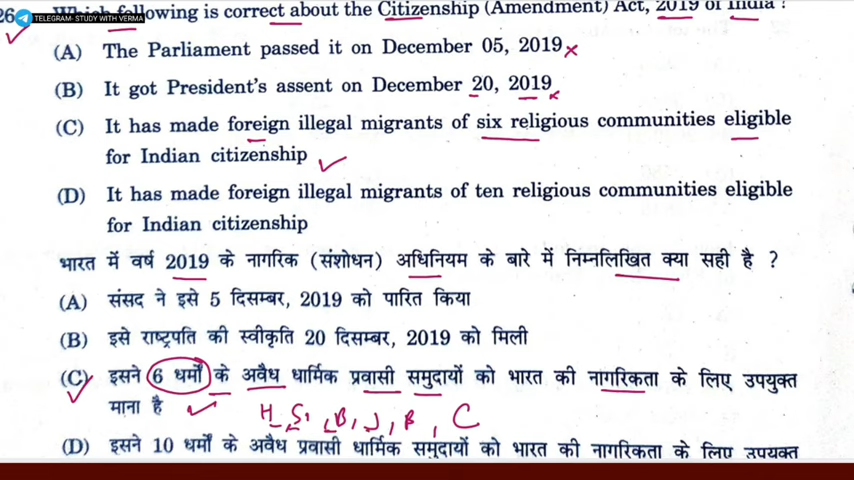 26
TELEGRAM- STUDY WITH VERMA
Which following is correct about the Citizenship (Amendment) Act, 2019 of India ?
(A) The Parliament passed it on December 05, 2019
(B) It got President's assent on December 20, 2019
(C) It has made foreign illegal migrants of six religious communities eligible
for Indian citizenship
(D) It has made foreign illegal migrants of ten religious communities eligible
for Indian citizenship
भारत में वर्ष 2019 के नागरिक (संशोधन) अधिनियम के बारे में निम्नलिखित क्या सही है ?
(A) संसद ने इसे 5 दिसम्बर, 2019 को पारित किया
(B) इसे राष्ट्रपति की स्वीकृति 20 दिसम्बर, 2019 को मिली
(C) इसने 6 धर्मों के अवैध धार्मिक प्रवासी समुदायों को भारत की नागरिकता के लिए उपयुक्त
माना है
H, S, B, J, B, C
(D) इसने 10 धर्मों के अवैध प्रवासी धार्मिक समुदायों को भारत की नागरिकता के लिए उपयुक्त